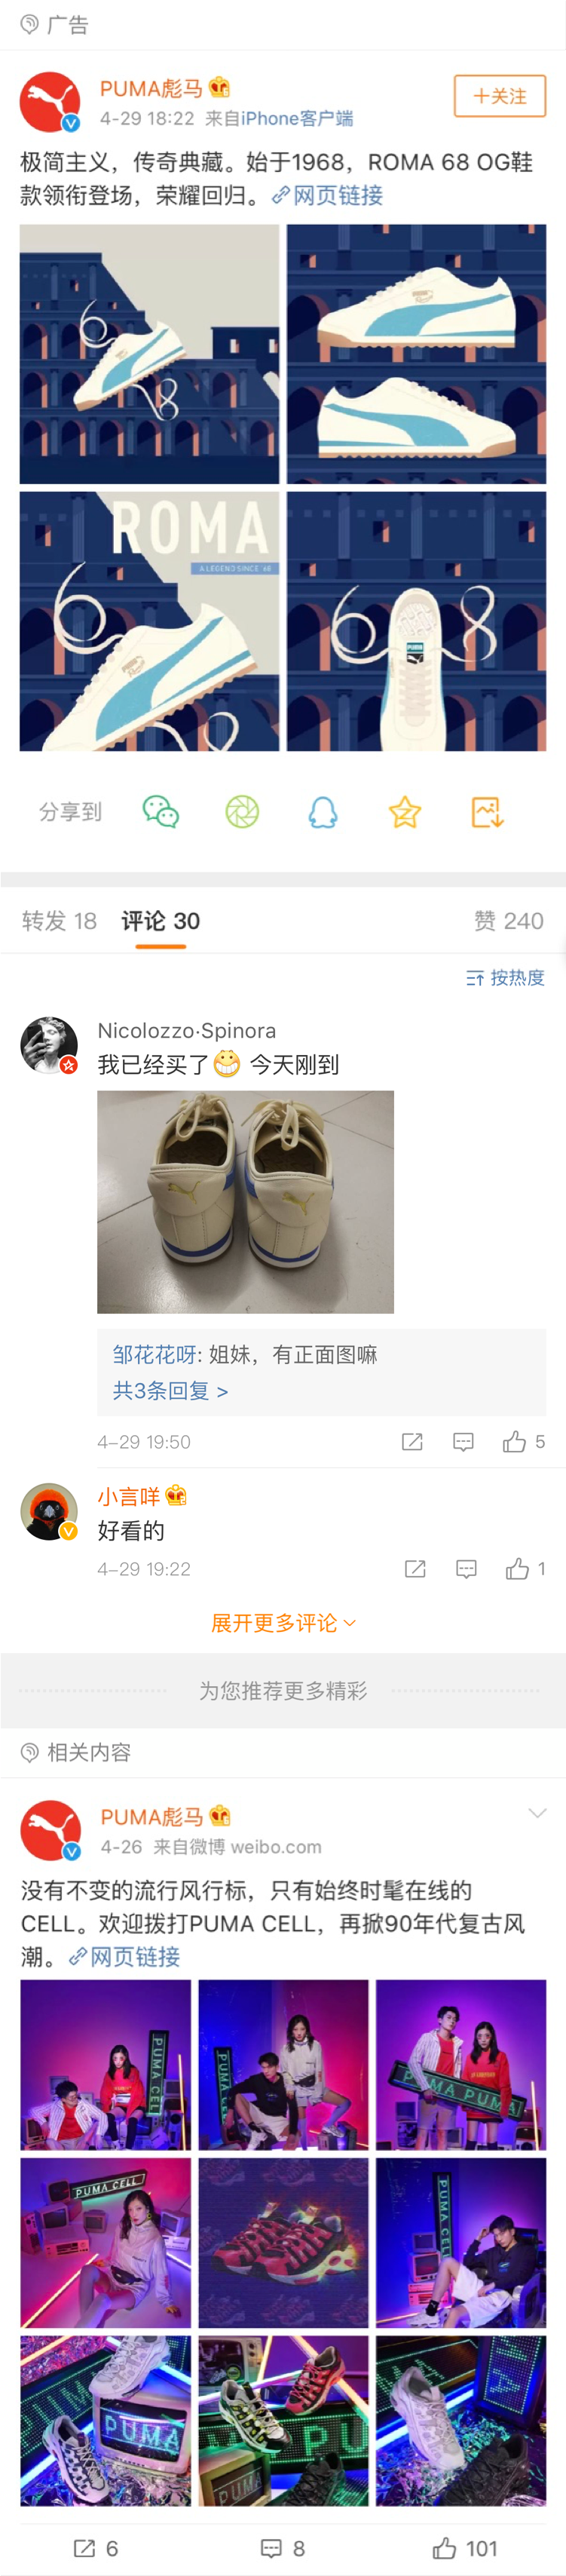 广告
PUMA彪马
+关注
4-29 18:22 来自iPhone客户端
极简主义，传奇典藏。始于1968，ROMA 68 OG鞋
款领衔登场，荣耀回归。网页链接
68
ROMA
A LEGEND SINCE 68
6
68
PUMA
分享到
转发 18 评论 30 赞 240
按热度
Nicolozzo·Spinora
我已经买了 今天刚到
邹花花呀: 姐妹，有正面图嘛
共3条回复 >
4-29 19:50 5
小言咩
好看的
4-29 19:22 1
展开更多评论
为您推荐更多精彩
相关内容
PUMA彪马
4-26 来自微博 weibo.com
没有不变的流行风行标，只有始终时髦在线的
CELL。欢迎拨打PUMA CELL，再掀90年代复古风
潮。网页链接
PUMA CEL
PUMA
PUMA PUMA
PUMA CELL
PUMA CEL
PUM
PUMA
PU
PUMA
6 8 101